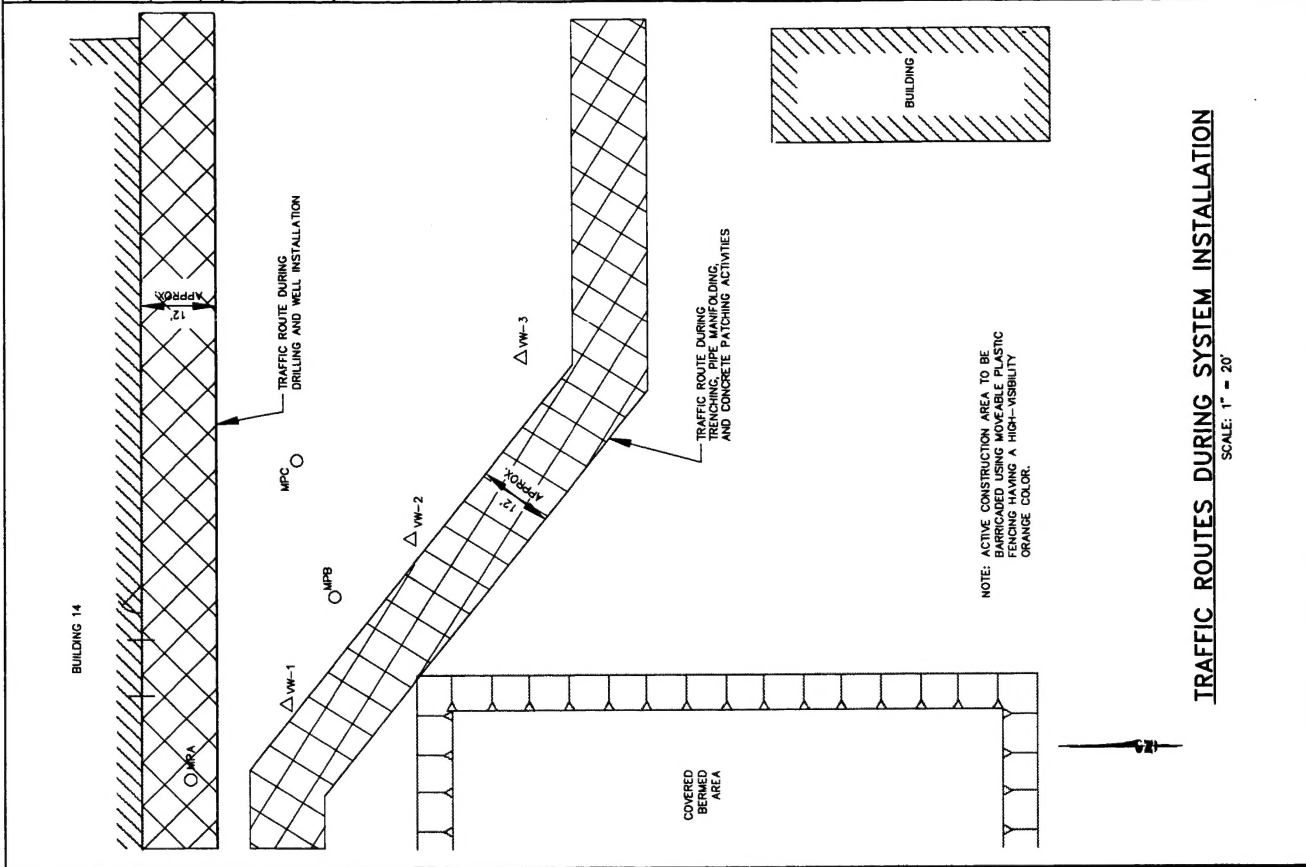 BUILDING 14
12'
APPROX.
TRAFFIC ROUTE DURING
DRILLING AND WELL INSTALLATION
MPC
VW-3
VW-2
MPB
VW-1
MPA
12'
APPROX.
TRAFFIC ROUTE DURING
TRENCHING, PIPE MANIFOLDING,
AND CONCRETE PATCHING ACTIVITIES
BUILDING
COVERED
BERMED
AREA
NOTE: ACTIVE CONSTRUCTION AREA TO BE
BARRICADED USING MOVEABLE PLASTIC
FENCING HAVING A HIGH-VISIBILITY
ORANGE COLOR.
TRAFFIC ROUTES DURING SYSTEM INSTALLATION
SCALE: 1" = 20'